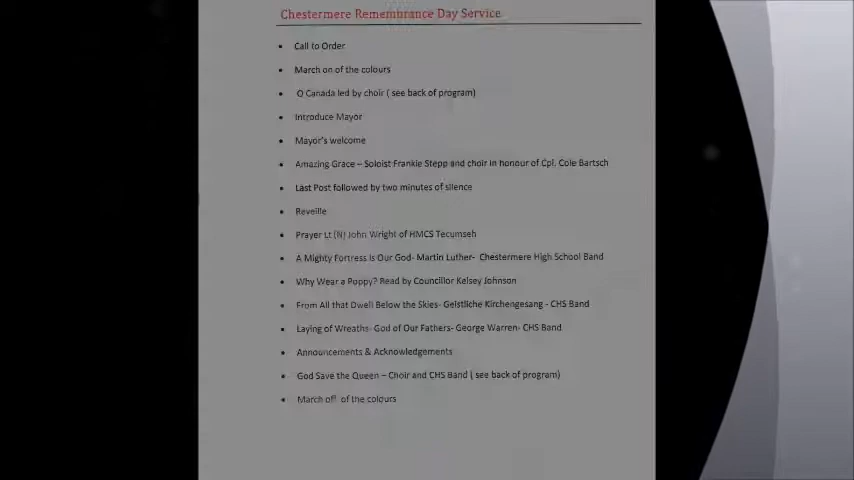 Chestermere Remembrance Day Service
• Call to Order
• March on of the colours
• O Canada led by choir ( see back of program)
• Introduce Mayor
• Mayor's welcome
• Amazing Grace – Soloist Frankie Stepp and choir in honour of Cpl. Cole Bartsch
• Last Post followed by two minutes of silence
• Reveille
• Prayer Lt (N) John Wright of HMCS Tecumseh
• A Mighty Fortress Is Our God- Martin Luther- Chestermere High School Band
• Why Wear a Poppy? Read by Councillor Kelsey Johnson
• From All that Dwell Below the Skies- Geistliche Kirchengesang - CHS Band
• Laying of Wreaths- God of Our Fathers- George Warren- CHS Band
• Announcements & Acknowledgements
• God Save the Queen – Choir and CHS Band ( see back of program)
• March off of the colours